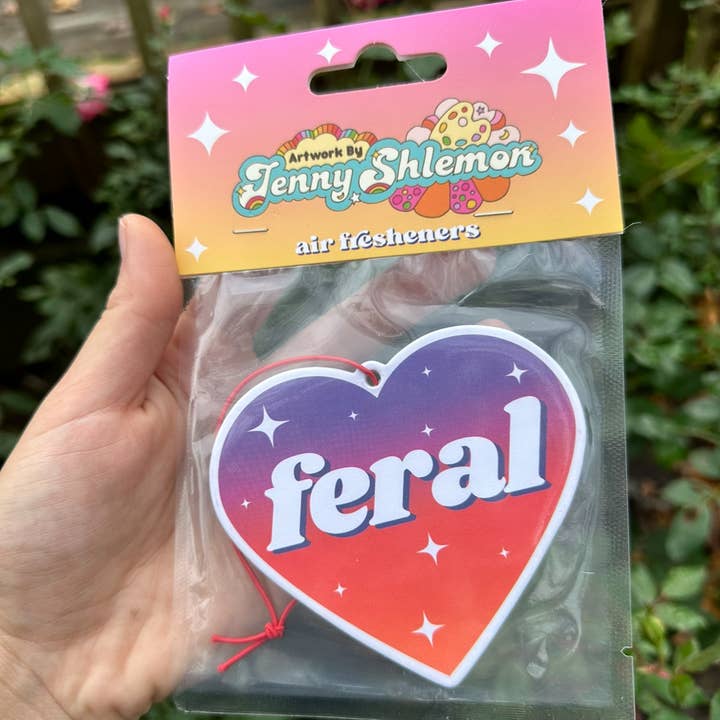 Artwork By
Jenny Shlemon
air fresheners
feral